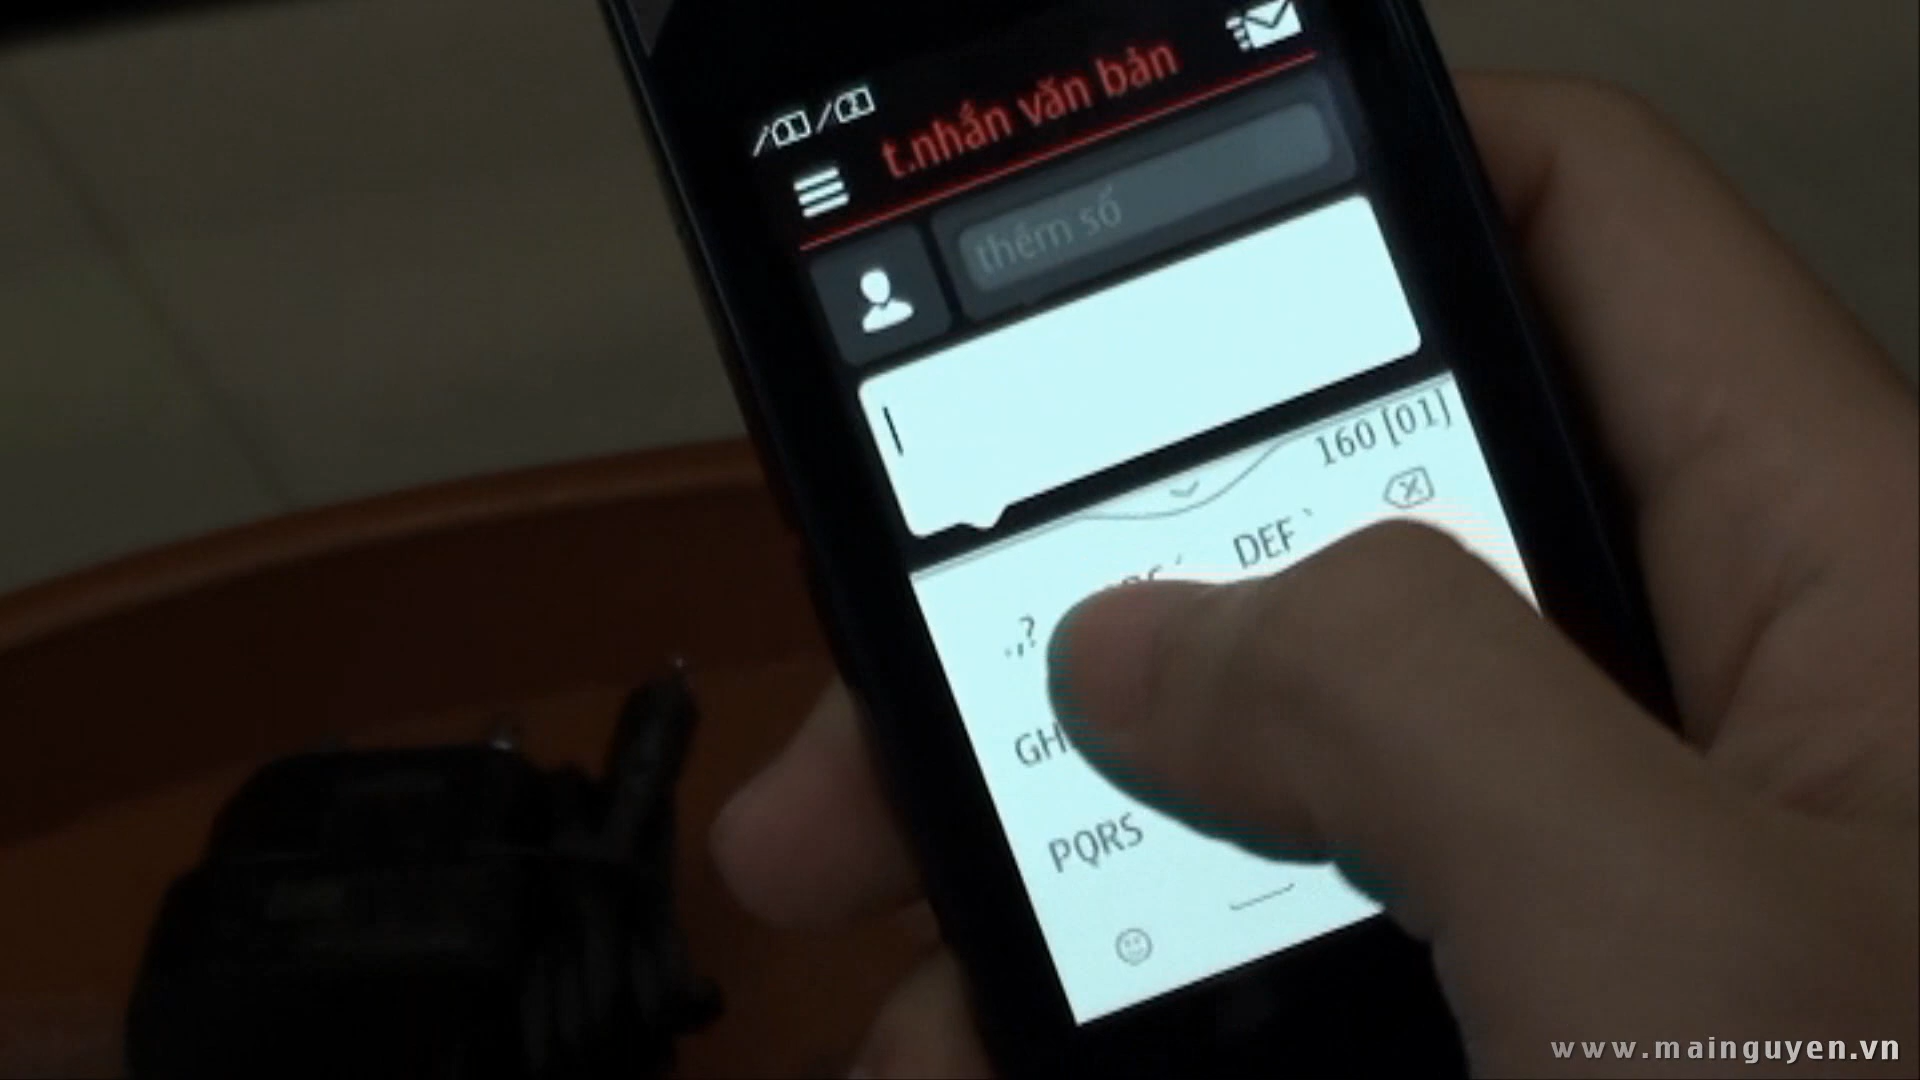 t.nhắn văn bản
thêm số
160 [01]
.,?
DEF `
PQRS
www.mainguyen.vn